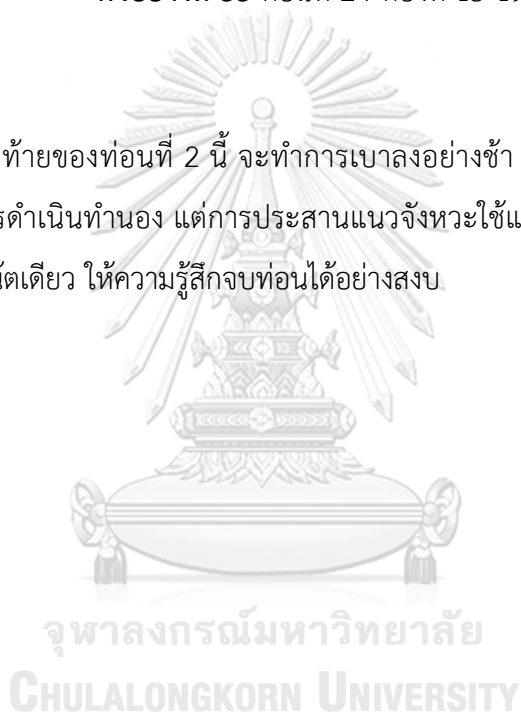 ท้ายของท่อนที่ 2 นี้ จะทำการเบาลงอย่างช้า
รดำเนินทำนอง แต่การประสานแนวจังหวะใช้แ
ตเดียว ให้ความรู้สึกจบท่อนได้อย่างสงบ
จุฬาลงกรณ์มหาวิทยาลัย
CHULALONGKORN UNIVERSITY